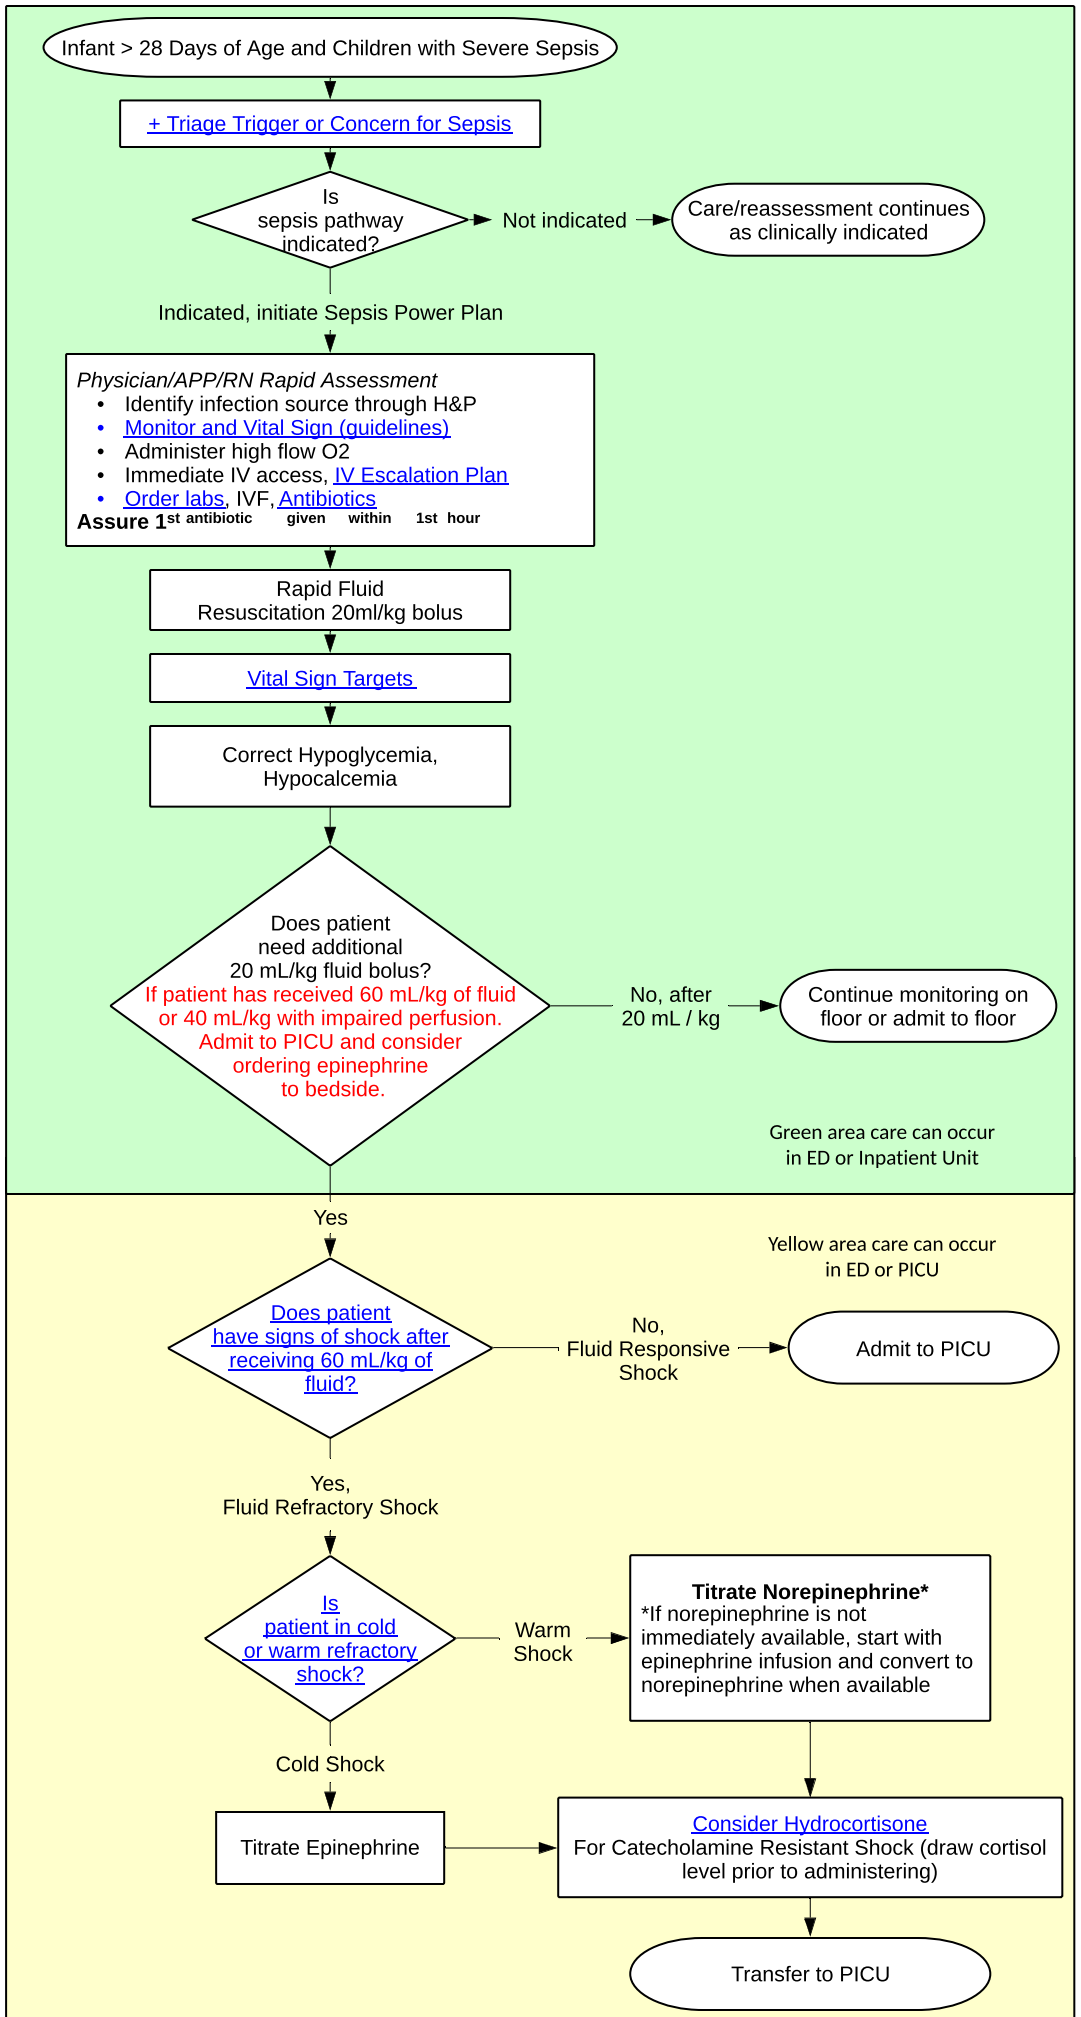 Infant > 28 Days of Age and Children with Severe Sepsis
+ Triage Trigger or Concern for Sepsis
Is
sepsis pathway
indicated?
Not indicated
Care/reassessment continues
as clinically indicated
Indicated, initiate Sepsis Power Plan
Physician/APP/RN Rapid Assessment
• Identify infection source through H&P
• Monitor and Vital Sign (guidelines)
• Administer high flow O2
• Immediate IV access, IV Escalation Plan
• Order labs, IVF, Antibiotics
Assure 1st antibiotic given within 1st hour
Rapid Fluid
Resuscitation 20ml/kg bolus
Vital Sign Targets
Correct Hypoglycemia,
Hypocalcemia
Does patient
need additional
20 mL/kg fluid bolus?
If patient has received 60 mL/kg of fluid
or 40 mL/kg with impaired perfusion.
Admit to PICU and consider
ordering epinephrine
to bedside.
No, after
20 mL / kg
Continue monitoring on
floor or admit to floor
Green area care can occur
in ED or Inpatient Unit
Yes
Yellow area care can occur
in ED or PICU
Does patient
have signs of shock after
receiving 60 mL/kg of
fluid?
No,
Fluid Responsive
Shock
Admit to PICU
Yes,
Fluid Refractory Shock
Is
patient in cold
or warm refractory
shock?
Warm
Shock
Titrate Norepinephrine*
*If norepinephrine is not
immediately available, start with
epinephrine infusion and convert to
norepinephrine when available
Cold Shock
Titrate Epinephrine
Consider Hydrocortisone
For Catecholamine Resistant Shock (draw cortisol
level prior to administering)
Transfer to PICU